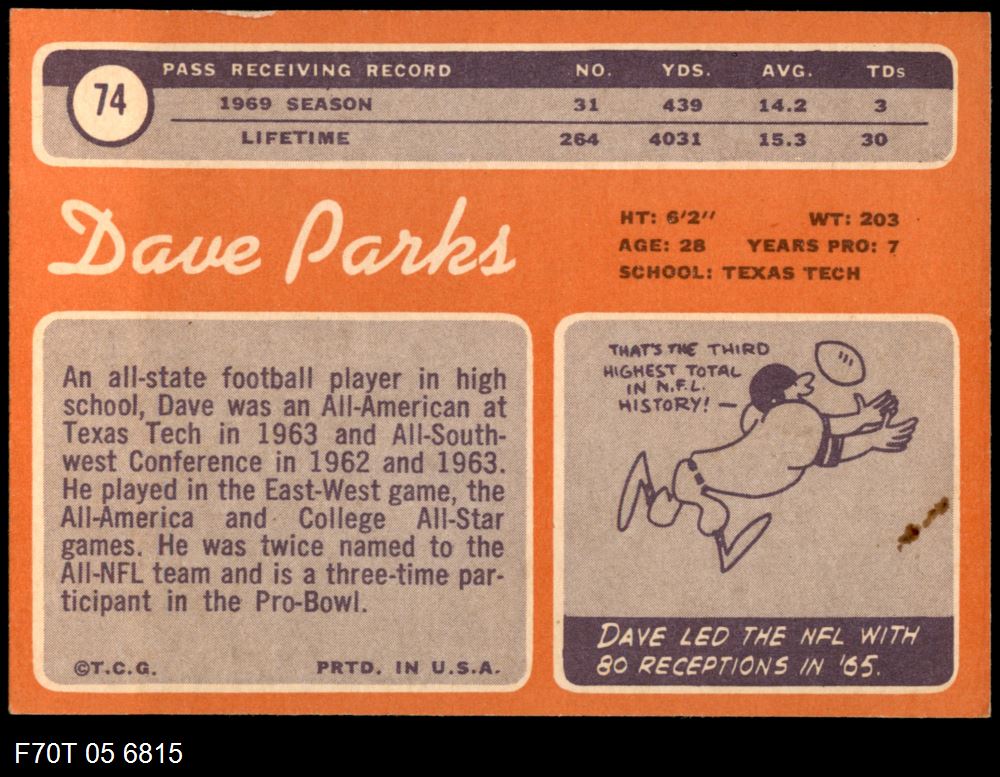 74
PASS RECEIVING RECORD NO. YDS. AVG. TDs
1969 SEASON 31 439 14.2 3
LIFETIME 264 4031 15.3 30
Dave Parks
HT: 6'2" WT: 203
AGE: 28 YEARS PRO: 7
SCHOOL: TEXAS TECH
An all-state football player in high
school, Dave was an All-American at
Texas Tech in 1963 and All-South-
west Conference in 1962 and 1963.
He played in the East-West game, the
All-America and College All-Star
games. He was twice named to the
All-NFL team and is a three-time par-
ticipant in the Pro-Bowl.
©T.C.G. PRTD. IN U.S.A.
THAT'S THE THIRD
HIGHEST TOTAL
IN N.F.L.
HISTORY!
DAVE LED THE NFL WITH
80 RECEPTIONS IN '65.
F70T 05 6815